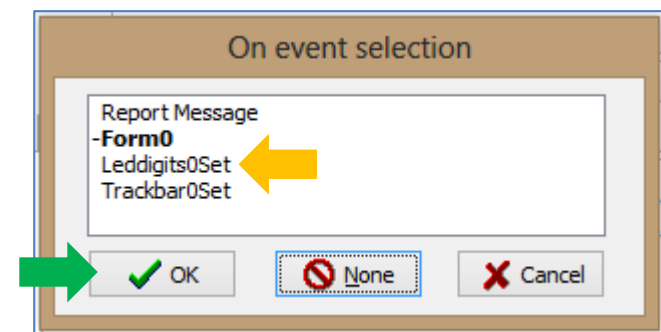 On event selection
Report Message
-Form0
Leddigits0Set
Trackbar0Set
OK
None
Cancel